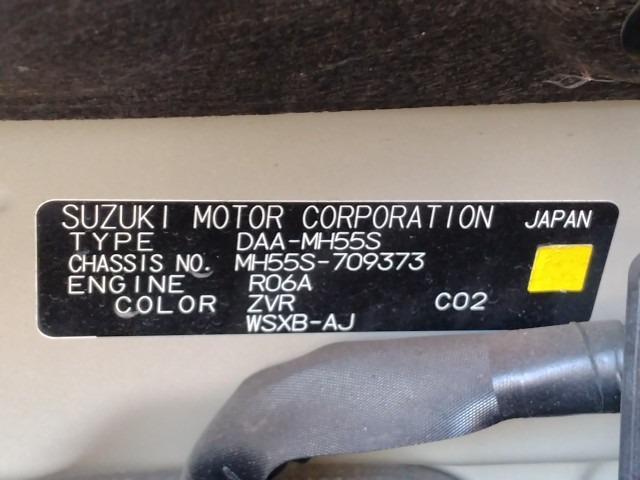 SUZUKI MOTOR CORPORATION JAPAN
TYPE DAA-MH55S
CHASSIS NO. MH55S-709373
ENGINE R06A
COLOR ZVR C02
WSXB-AJ